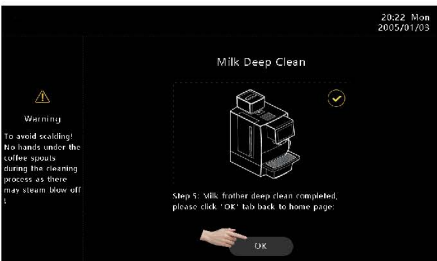 20:22 Mon
2005/01/03
Milk Deep Clean
Warning
To avoid scalding!
No hands under the
coffee spouts
during the cleaning
process as there
may steam blow off
!
Step 5: Milk frother deep clean completed,
please click "OK" tab back to home page:
OK